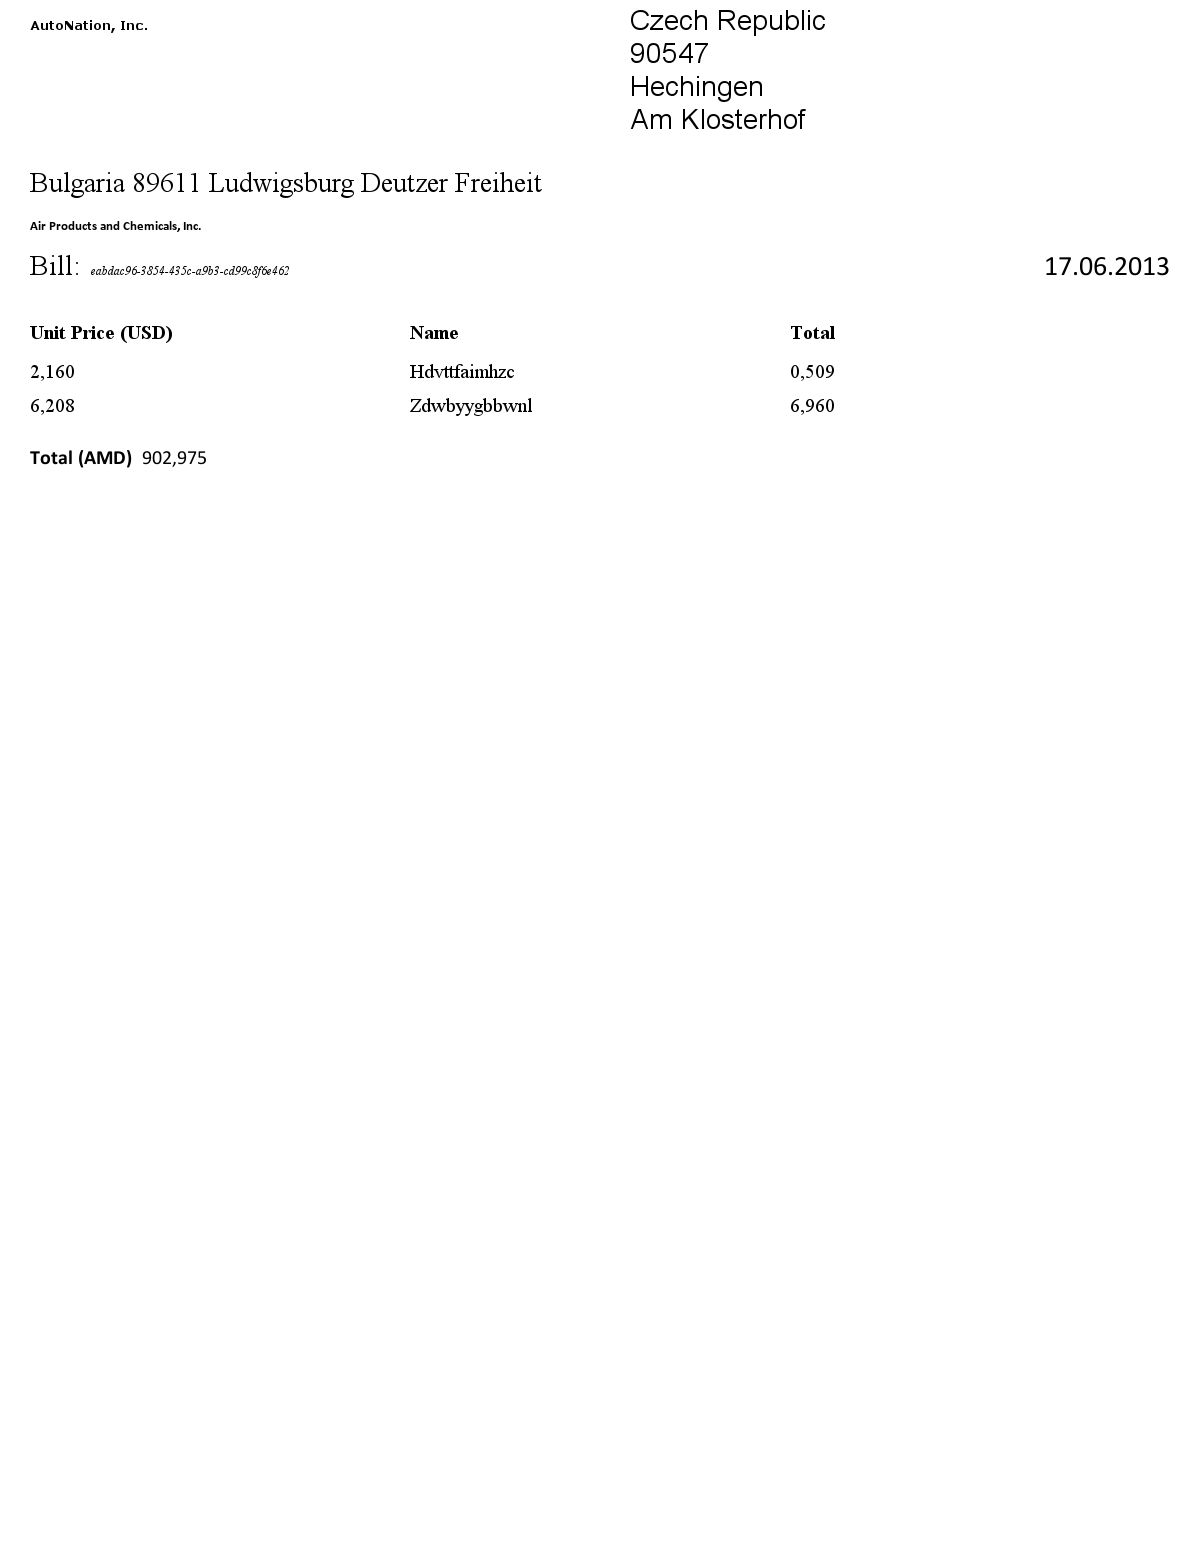 AutoNation, Inc.
Czech Republic
90547
Hechingen
Am Klosterhof
Bulgaria 89611 Ludwigsburg Deutzer Freiheit
Air Products and Chemicals, Inc.
Bill: eabdac96-3854-435c-a9b3-cd99c8f6e462 17.06.2013
Unit Price (USD) Name Total
2,160 Hdvttfaimhzc 0,509
6,208 Zdwbyygbbwnl 6,960
Total (AMD) 902,975